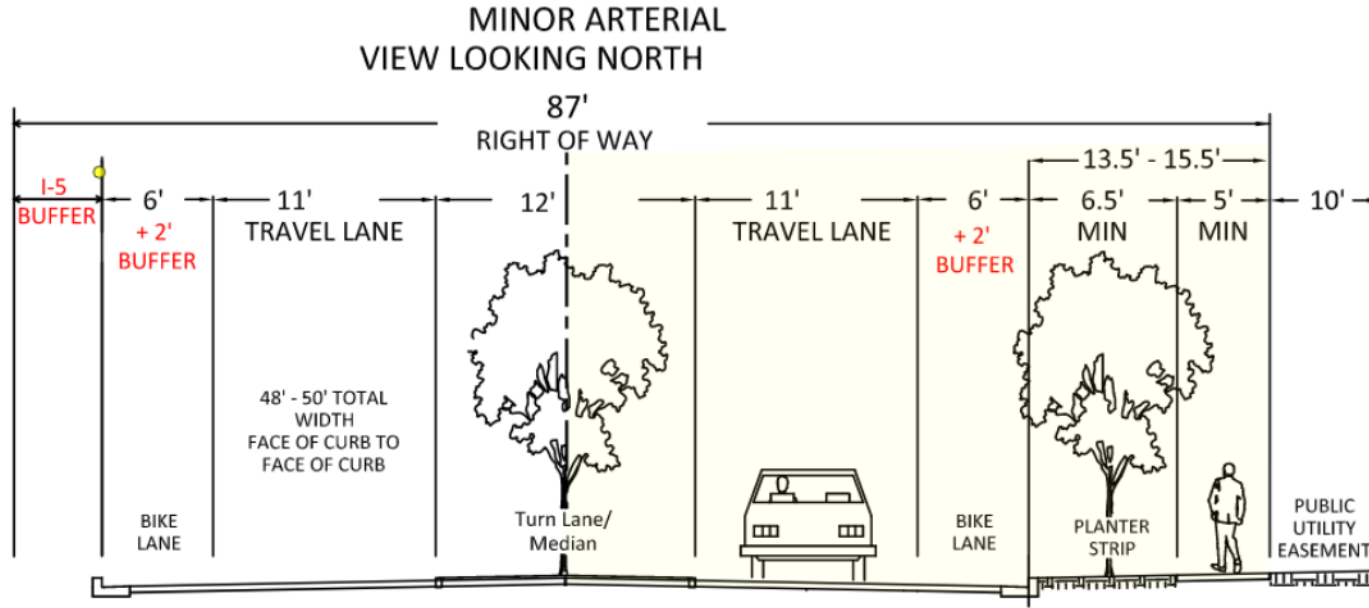 MINOR ARTERIAL
VIEW LOOKING NORTH
87'
RIGHT OF WAY
13.5' - 15.5'
I-5
BUFFER
6'
+ 2'
BUFFER
11'
TRAVEL LANE
12'
11'
TRAVEL LANE
6'
+ 2'
BUFFER
6.5'
MIN
5'
MIN
10'
48' - 50' TOTAL
WIDTH
FACE OF CURB TO
FACE OF CURB
BIKE
LANE
Turn Lane/
Median
BIKE
LANE
PLANTER
STRIP
PUBLIC
UTILITY
EASEMENT